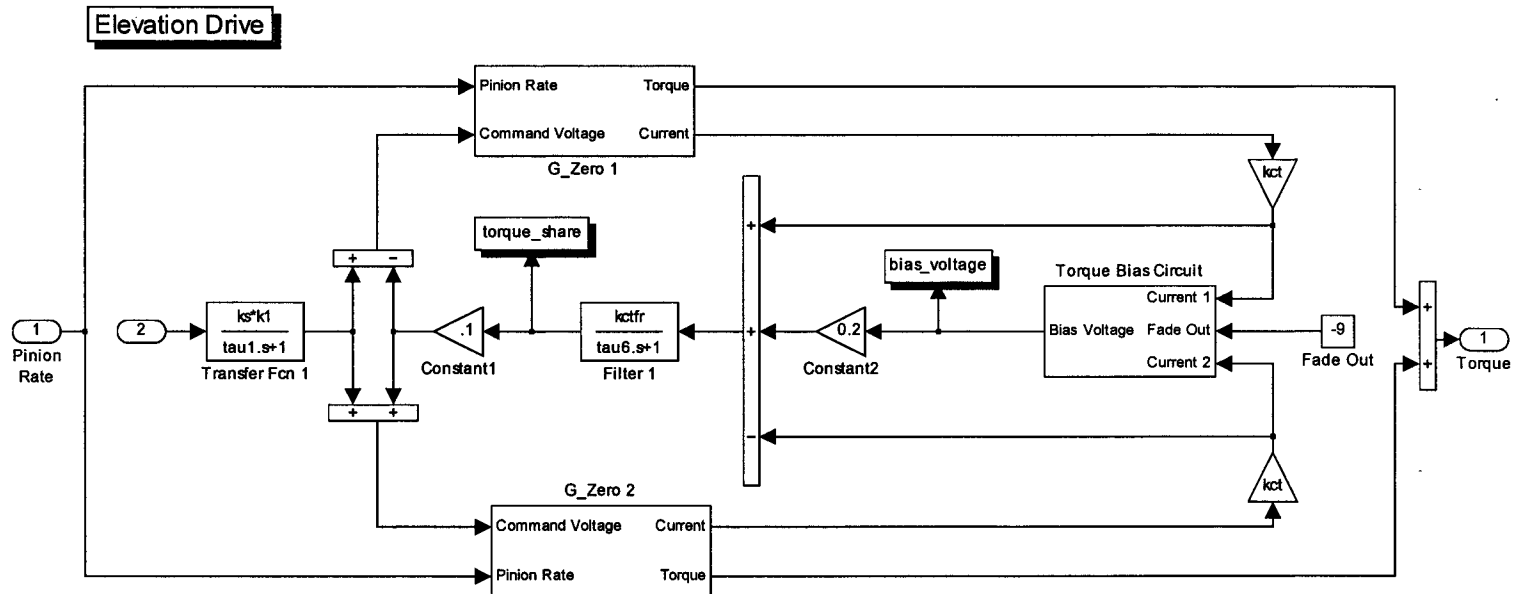 Elevation Drive
Pinion Rate
Torque
Command Voltage
Current
G_Zero 1
kct
+
torque_share
+ -
bias_voltage
Torque Bias Circuit
Current 1
Bias Voltage
Fade Out
Current 2
-9
Fade Out
1
Pinion
Rate
2
ks*k1
tau1.s+1
Transfer Fcn 1
.1
Constant1
kctfr
tau6.s+1
Filter 1
+
0.2
Constant2
+
+
1
Torque
+ +
-
kct
G_Zero 2
Command Voltage
Current
Pinion Rate
Torque